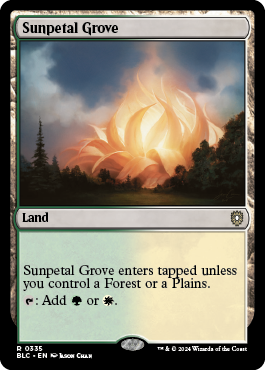 Sunpetal Grove
Land
Sunpetal Grove enters tapped unless
you control a Forest or a Plains.
: Add or .
R 0335
BLC • EN Jason Chan
™ & © 2024 Wizards of the Coast